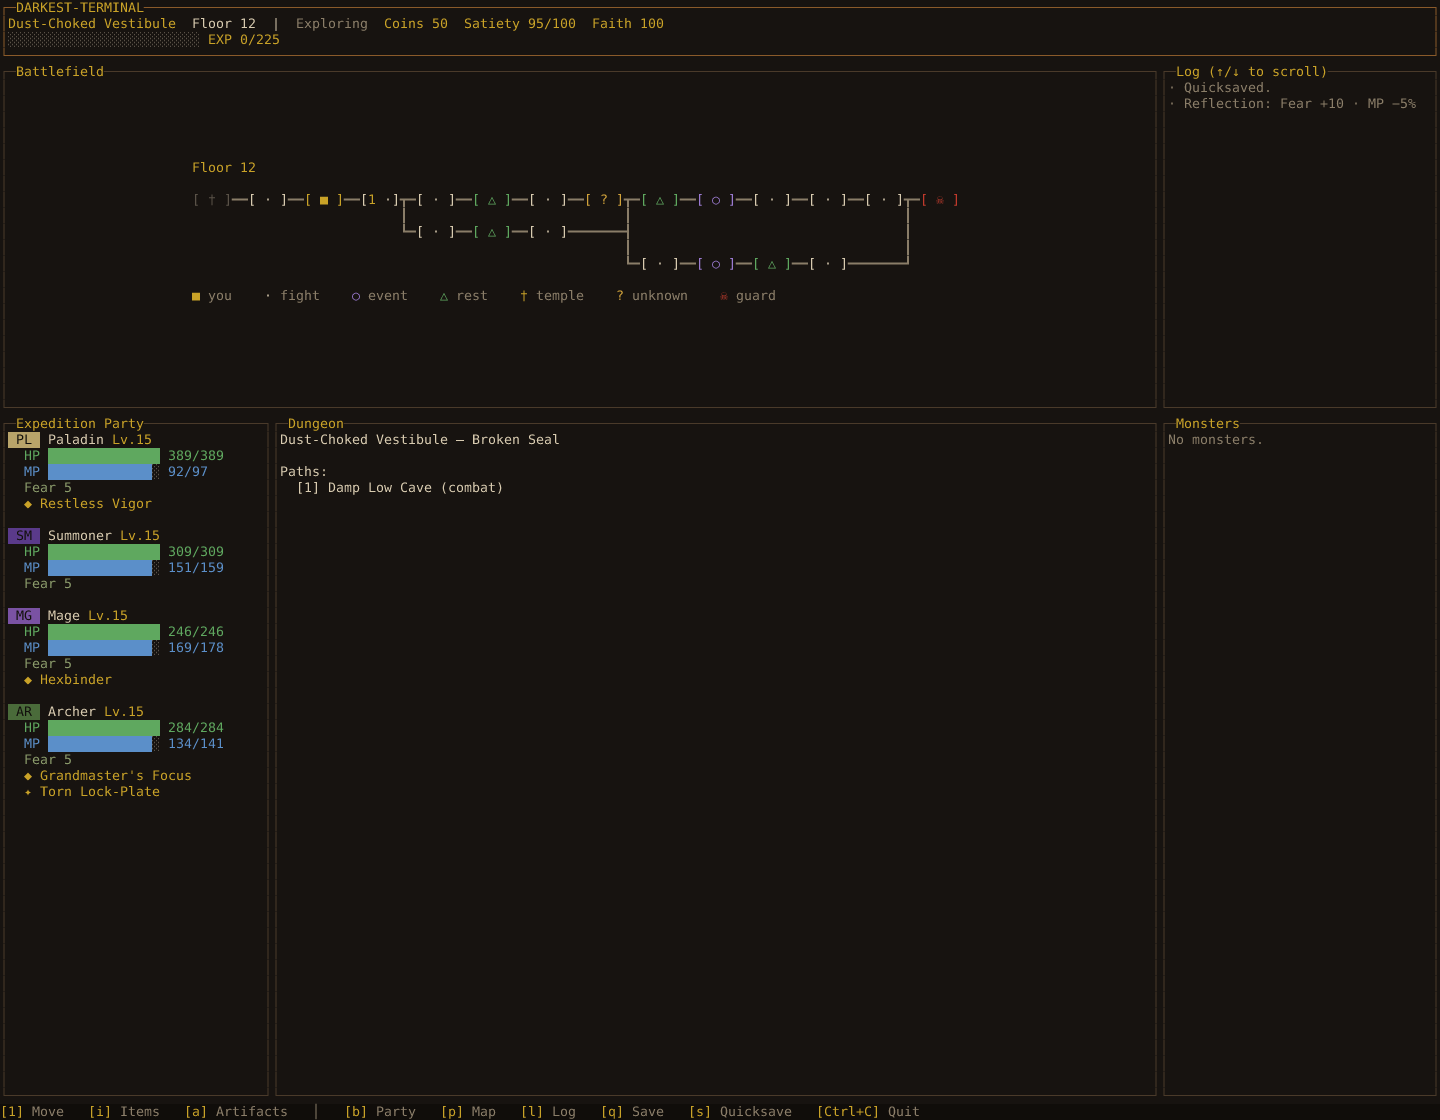 DARKEST-TERMINAL
Dust-Choked Vestibule  Floor 12  |  Exploring  Coins 50  Satiety 95/100  Faith 100
EXP 0/225
Battlefield
Floor 12
[ † ]──[ · ]──[ ■ ]──[1 ·]┬─[ · ]──[ △ ]──[ · ]──[ ? ]┬─[ △ ]──[ ○ ]──[ · ]──[ · ]──[ · ]┬─[ ☠ ]
└─[ · ]──[ △ ]──[ · ]───────┤
└─[ · ]──[ ○ ]──[ △ ]──[ · ]───────┘
■ you    · fight    ○ event    △ rest    † temple    ? unknown    ☠ guard
Log (↑/↓ to scroll)
· Quicksaved.
· Reflection: Fear +10 · MP −5%
Expedition Party
PL Paladin Lv.15
HP 389/389
MP 92/97
Fear 5
◆ Restless Vigor
SM Summoner Lv.15
HP 309/309
MP 151/159
Fear 5
MG Mage Lv.15
HP 246/246
MP 169/178
Fear 5
◆ Hexbinder
AR Archer Lv.15
HP 284/284
MP 134/141
Fear 5
◆ Grandmaster's Focus
✦ Torn Lock-Plate
Dungeon
Dust-Choked Vestibule — Broken Seal
Paths:
[1] Damp Low Cave (combat)
Monsters
No monsters.
[1] Move   [i] Items   [a] Artifacts   │   [b] Party   [p] Map   [l] Log   [q] Save   [s] Quicksave   [Ctrl+C] Quit